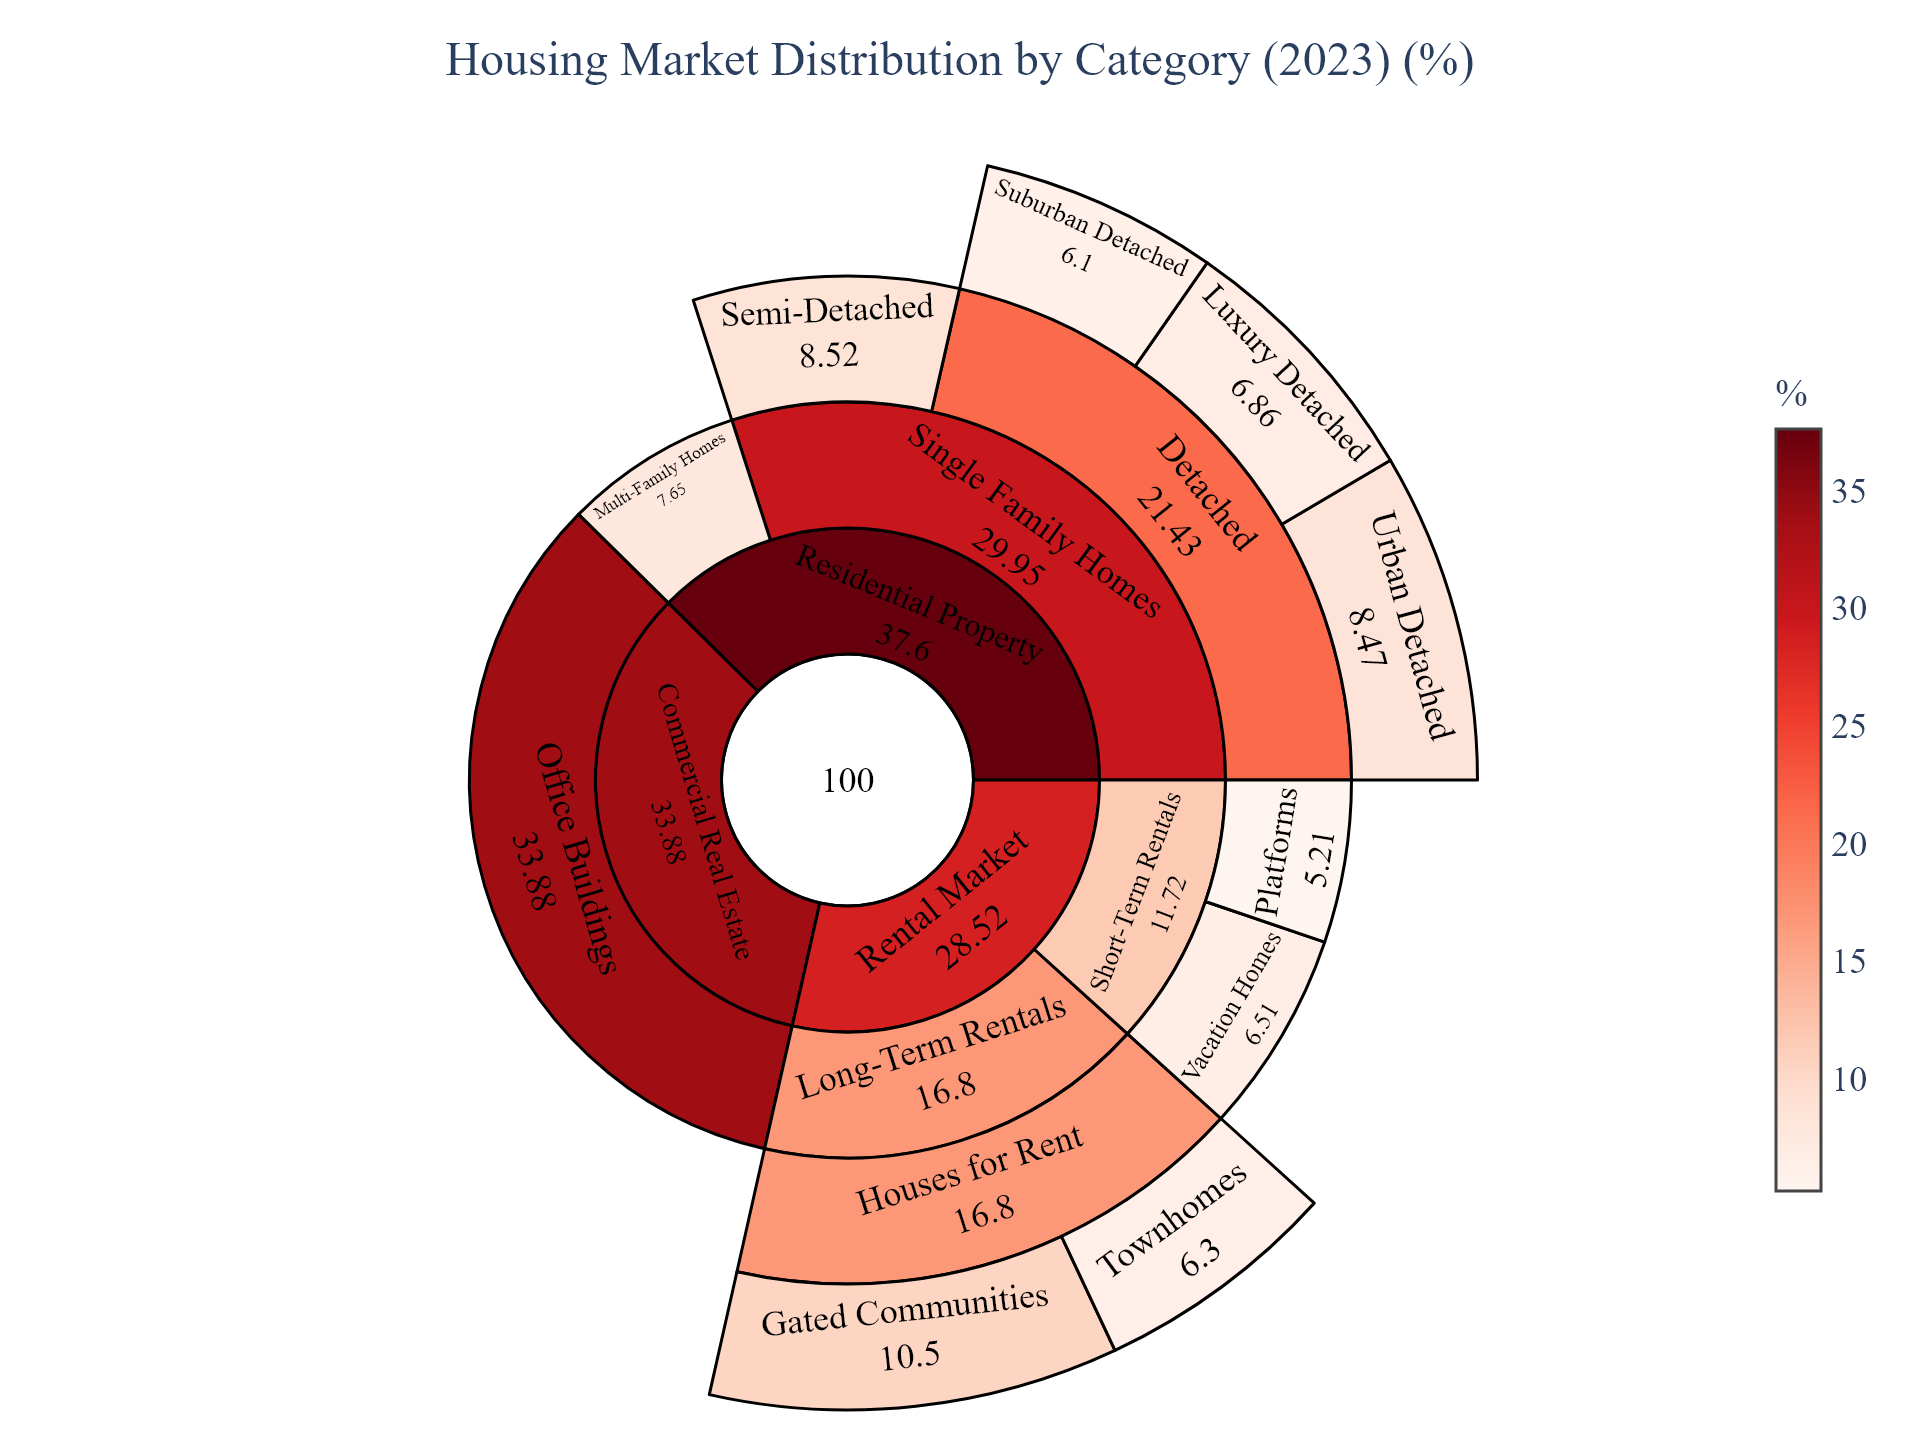 Housing Market Distribution by Category (2023) (%)
Suburban Detached
6.1
Luxury Detached
6.86
Urban Detached
8.47
Semi-Detached
8.52
Detached
21.43
Multi-Family Homes
7.65
Single Family Homes
29.95
Residential Property
37.6
100
Commercial Real Estate
33.88
Office Buildings
33.88
Rental Market
28.52
Short-Term Rentals
11.72
Platforms
5.21
Vacation Homes
6.51
Long-Term Rentals
16.8
Houses for Rent
16.8
Townhomes
6.3
Gated Communities
10.5
%
35
30
25
20
15
10